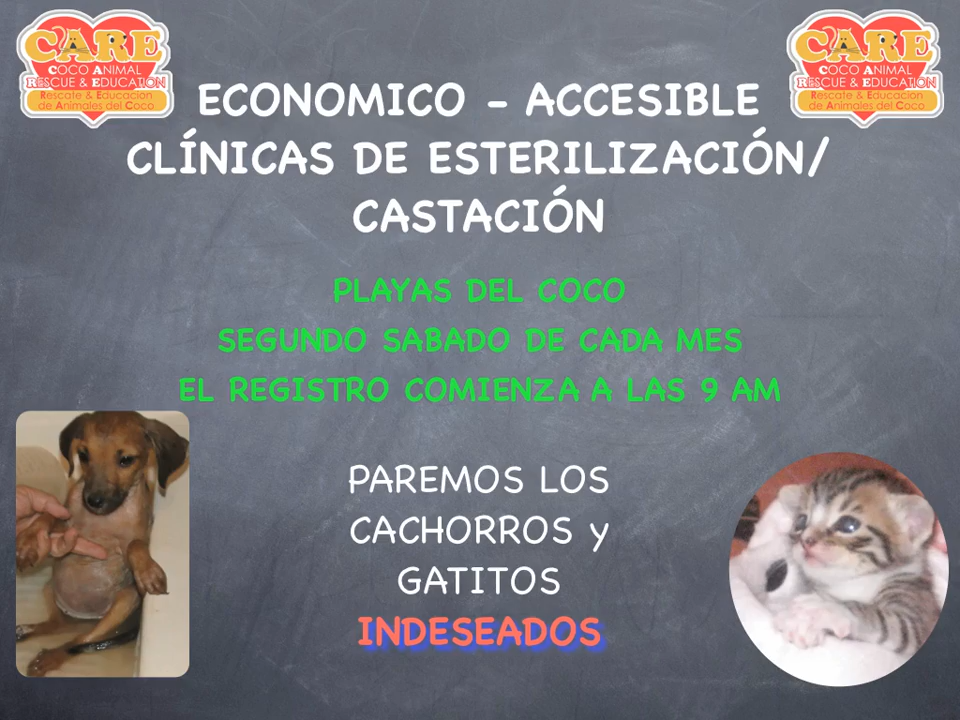 CARE
COCO ANIMAL
RESCUE & EDUCATION
Rescate & Educacion
de Animales del Coco
CARE
COCO ANIMAL
RESCUE & EDUCATION
Rescate & Educacion
de Animales del Coco
ECONOMICO - ACCESIBLE
CLÍNICAS DE ESTERILIZACIÓN/
CASTACIÓN
PLAYAS DEL COCO
SEGUNDO SABADO DE CADA MES
EL REGISTRO COMIENZA A LAS 9 AM
PAREMOS LOS
CACHORROS y
GATITOS
INDESEADOS